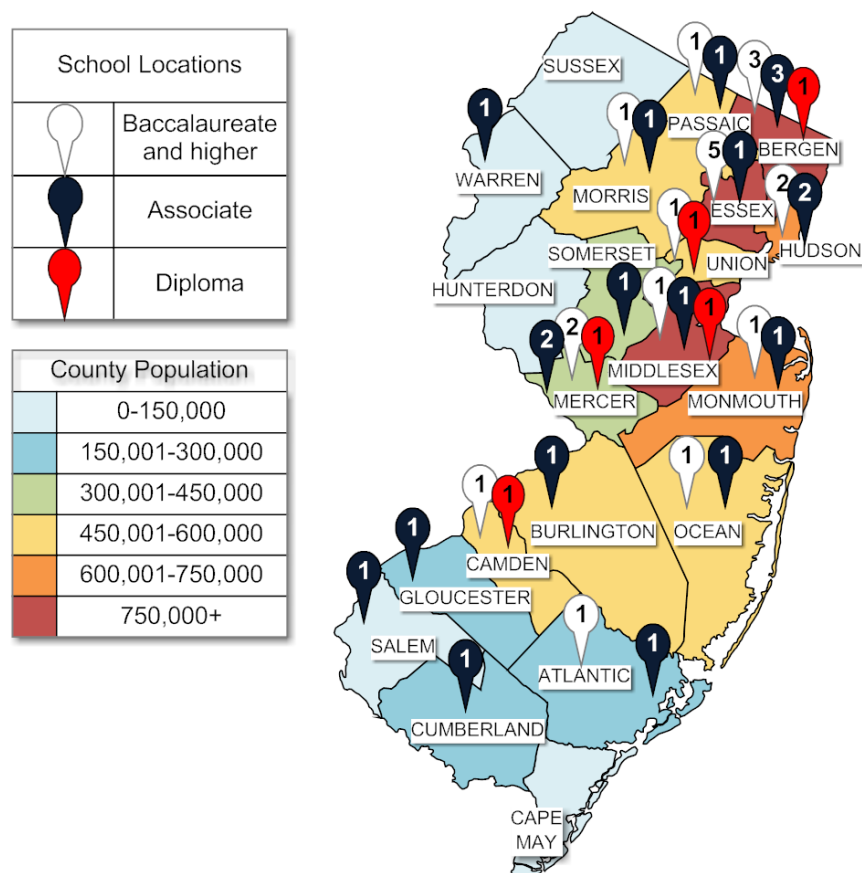 School Locations
Baccalaureate
and higher
Associate
Diploma
County Population
0-150,000
150,001-300,000
300,001-450,000
450,001-600,000
600,001-750,000
750,000+
1
1
3
3
1
SUSSEX
1
1
1
PASSAIC
BERGEN
5
1
WARREN
MORRIS
ESSEX
2
2
1
1
SOMERSET
UNION
HUDSON
HUNTERDON
1
1
1
1
2
2
1
MIDDLESEX
1
1
MERCER
MONMOUTH
1
1
1
1
1
BURLINGTON
OCEAN
1
CAMDEN
1
GLOUCESTER
SALEM
1
1
1
ATLANTIC
CUMBERLAND
CAPE
MAY